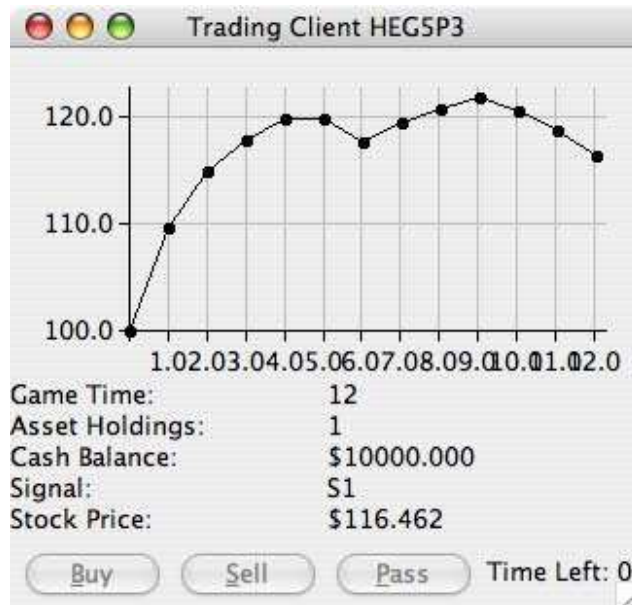 Trading Client HEG5P3
120.0
110.0
100.0
1.02.03.04.05.06.07.08.09.010.011.012.0
Game Time: 12
Asset Holdings: 1
Cash Balance: $10000.000
Signal: S1
Stock Price: $116.462
Buy Sell Pass Time Left: 0